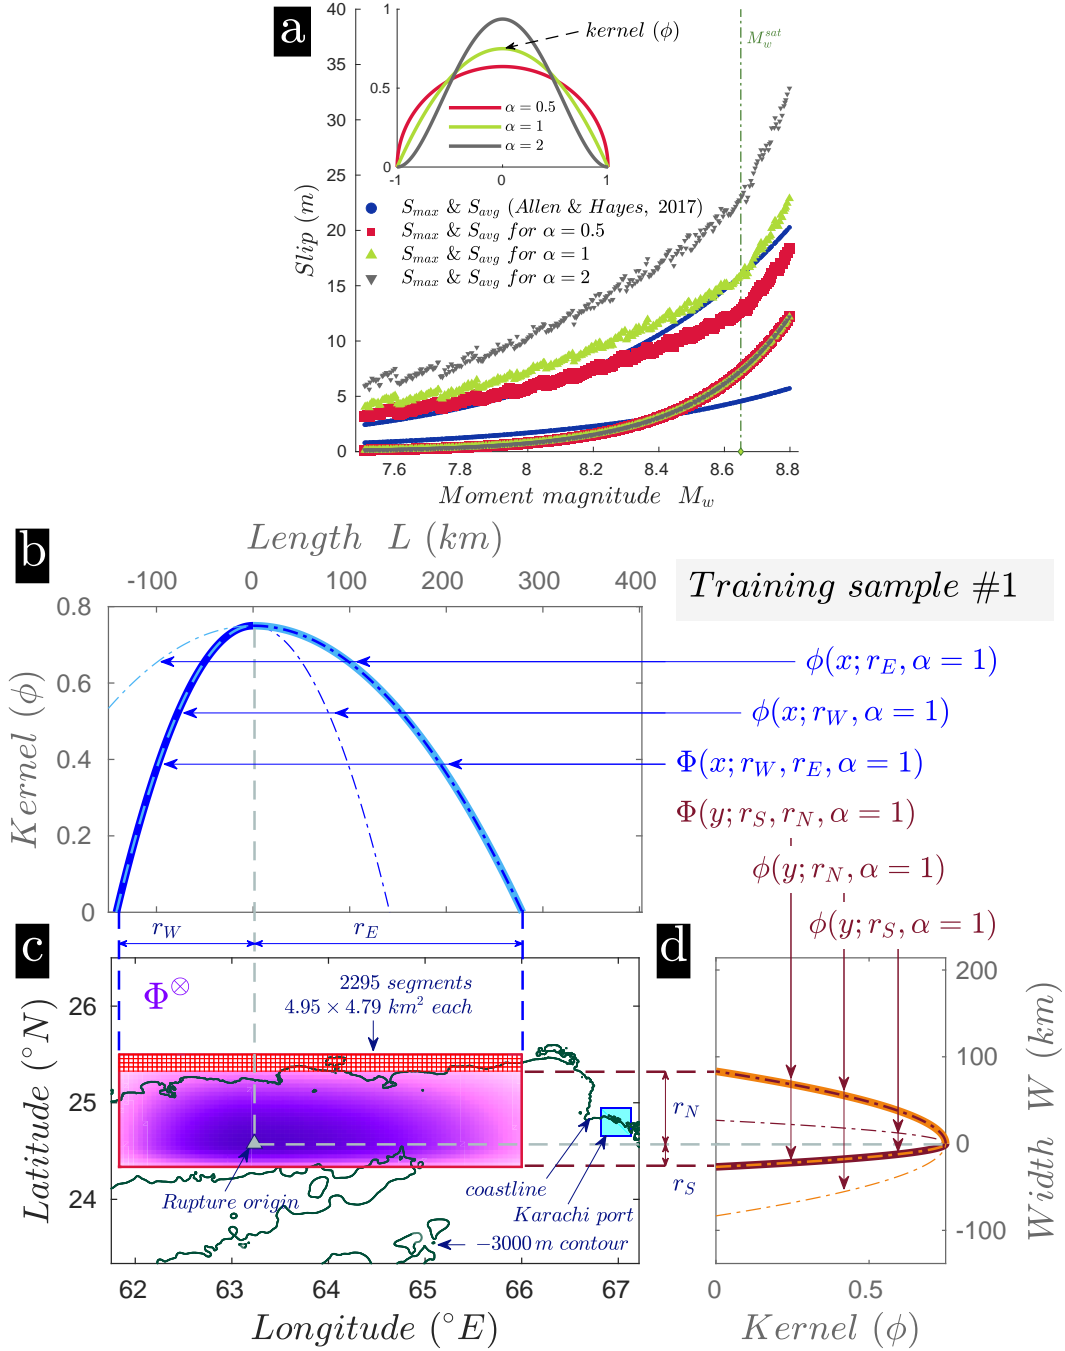 a
40
35
30
25
20
15
10
5
0
Slip (m)
1
0.5
0
-1
0
1
kernel (ϕ)
α = 0.5
α = 1
α = 2
M_w^{sat}
S_max & S_avg (Allen & Hayes, 2017)
S_max & S_avg for α = 0.5
S_max & S_avg for α = 1
S_max & S_avg for α = 2
7.6 7.8 8 8.2 8.4 8.6 8.8
Moment magnitude M_w
b
Length L (km)
-100 0 100 200 300 400
Training sample #1
0.8
0.6
0.4
0.2
0
Kernel (ϕ)
ϕ(x; r_E, α = 1)
ϕ(x; r_W, α = 1)
Φ(x; r_W, r_E, α = 1)
Φ(y; r_S, r_N, α = 1)
ϕ(y; r_N, α = 1)
ϕ(y; r_S, α = 1)
r_W
r_E
c
Φ^⊗
2295 segments
4.95 × 4.79 km² each
26
25
24
Latitude (°N)
Rupture origin
coastline
Karachi port
−3000 m contour
r_N
r_S
62 63 64 65 66 67
Longitude (°E)
d
200
100
0
-100
Width W (km)
0 0.5
Kernel (ϕ)